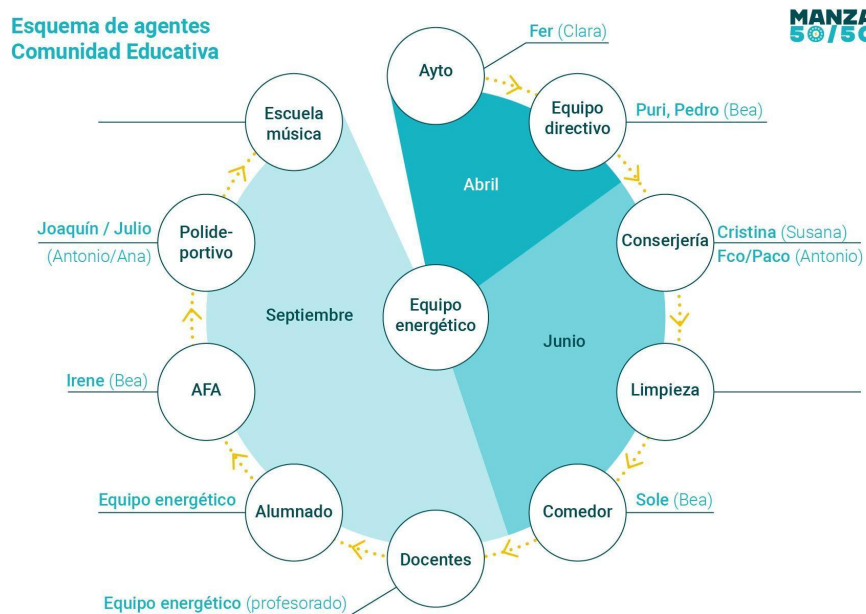 Esquema de agentes
Comunidad Educativa
MANZA
50/50
Fer (Clara)
Ayto
Equipo
directivo
Puri, Pedro (Bea)
Escuela
música
Abril
Joaquín / Julio
(Antonio/Ana)
Polide-
portivo
Conserjería
Cristina (Susana)
Fco/Paco (Antonio)
Septiembre
Equipo
energético
Junio
Irene (Bea)
AFA
Limpieza
Equipo energético
Alumnado
Comedor
Sole (Bea)
Docentes
Equipo energético (profesorado)